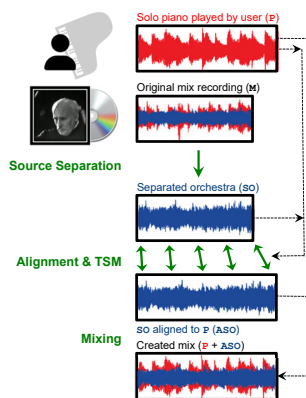 Solo piano played by user (P)
Original mix recording (M)
Source Separation
Separated orchestra (SO)
Alignment & TSM
SO aligned to P (ASO)
Mixing
Created mix (P + ASO)